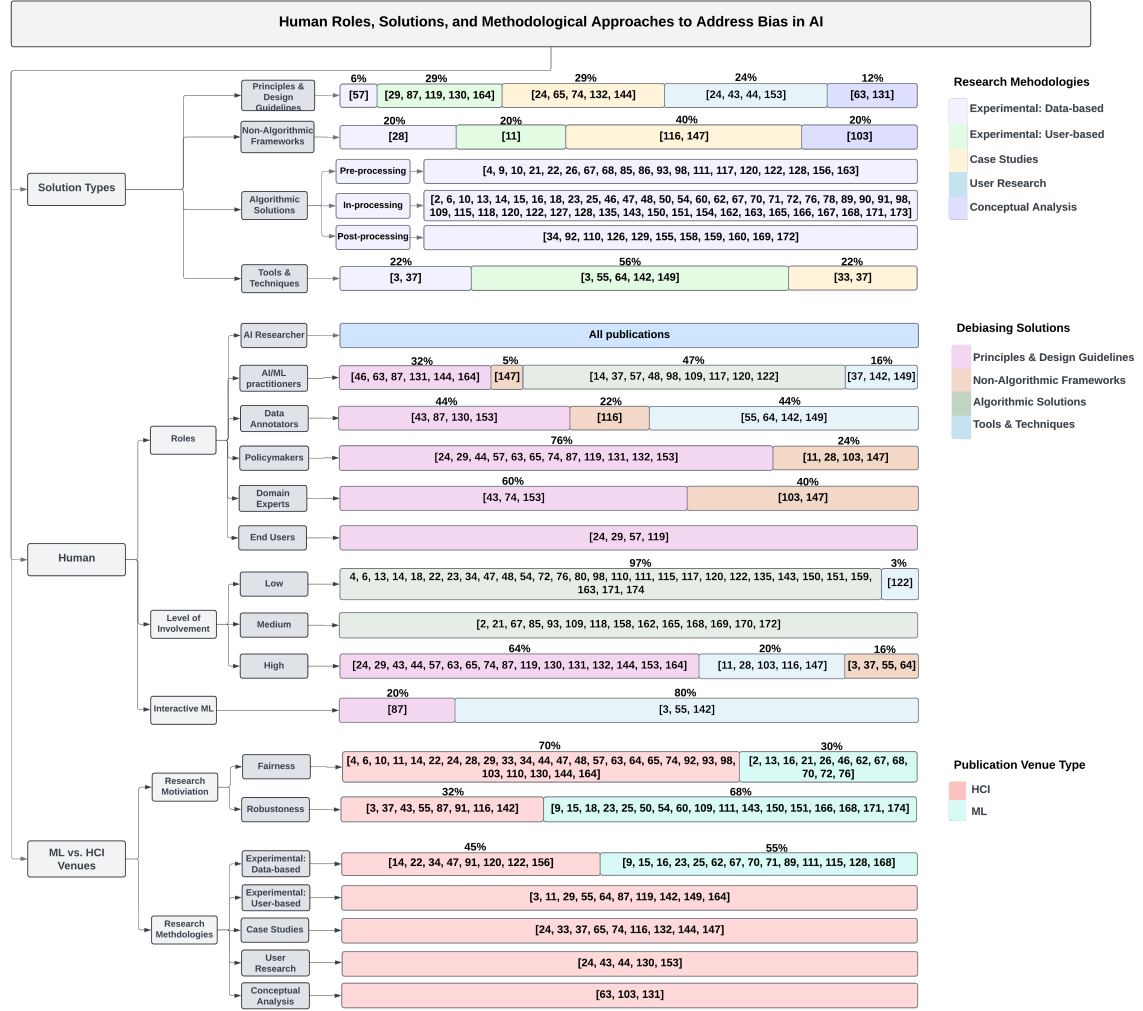 Human Roles, Solutions, and Methodological Approaches to Address Bias in AI
Solution Types
Principles &
Design
Guidelines
6%
29%
29%
24%
12%
[57]
[29, 87, 119, 130, 164]
[24, 65, 74, 132, 144]
[24, 43, 44, 153]
[63, 131]
Non-Algorithmic
Frameworks
20%
20%
40%
20%
[28]
[11]
[116, 147]
[103]
Algorithmic
Solutions
Pre-processing
[4, 9, 10, 21, 22, 26, 67, 68, 85, 86, 93, 98, 111, 117, 120, 122, 128, 156, 163]
In-processing
[2, 6, 10, 13, 14, 15, 16, 18, 23, 25, 46, 47, 48, 50, 54, 60, 62, 67, 70, 71, 72, 76, 78, 89, 90, 91, 98,
109, 115, 118, 120, 122, 127, 128, 135, 143, 150, 151, 154, 162, 163, 165, 166, 167, 168, 171, 173]
Post-processing
[34, 92, 110, 126, 129, 155, 158, 159, 160, 169, 172]
Tools &
Techniques
22%
56%
22%
[3, 37]
[3, 55, 64, 142, 149]
[33, 37]
Research Mehodologies
Experimental: Data-based
Experimental: User-based
Case Studies
User Research
Conceptual Analysis
Human
Roles
AI Researcher
All publications
AI/ML
practitioners
32%
5%
47%
16%
[46, 63, 87, 131, 144, 164]
[147]
[14, 37, 57, 48, 98, 109, 117, 120, 122]
[37, 142, 149]
Data
Annotators
44%
22%
44%
[43, 87, 130, 153]
[116]
[55, 64, 142, 149]
Policymakers
76%
24%
[24, 29, 44, 57, 63, 65, 74, 87, 119, 131, 132, 153]
[11, 28, 103, 147]
Domain
Experts
60%
40%
[43, 74, 153]
[103, 147]
End Users
[24, 29, 57, 119]
Level of
Involvement
Low
97%
3%
4, 6, 13, 14, 18, 22, 23, 34, 47, 48, 54, 72, 76, 80, 98, 110, 111, 115, 117, 120, 122, 135, 143, 150, 151, 159,
163, 171, 174
[122]
Medium
[2, 21, 67, 85, 93, 109, 118, 158, 162, 165, 168, 169, 170, 172]
High
64%
20%
16%
[24, 29, 43, 44, 57, 63, 65, 74, 87, 119, 130, 131, 132, 144, 153, 164]
[11, 28, 103, 116, 147]
[3, 37, 55, 64]
Interactive ML
20%
80%
[87]
[3, 55, 142]
Debiasing Solutions
Principles & Design Guidelines
Non-Algorithmic Frameworks
Algorithmic Solutions
Tools & Techniques
ML vs. HCI
Venues
Research
Motiviation
Fairness
70%
30%
[4, 6, 10, 11, 14, 22, 24, 28, 29, 33, 34, 44, 47, 48, 57, 63, 64, 65, 74, 92, 93, 98,
103, 110, 130, 144, 164]
[2, 13, 16, 21, 26, 46, 62, 67, 68,
70, 72, 76]
Robustoness
32%
68%
[3, 37, 43, 55, 87, 91, 116, 142]
[9, 15, 18, 23, 25, 50, 54, 60, 109, 111, 143, 150, 151, 166, 168, 171, 174]
Research
Methdologies
Experimental:
Data-based
45%
55%
[14, 22, 34, 47, 91, 120, 122, 156]
[9, 15, 16, 23, 25, 62, 67, 70, 71, 89, 111, 115, 128, 168]
Experimental:
User-based
[3, 11, 29, 55, 64, 87, 119, 142, 149, 164]
Case Studies
[24, 33, 37, 65, 74, 116, 132, 144, 147]
User
Research
[24, 43, 44, 130, 153]
Conceptual
Analysis
[63, 103, 131]
Publication Venue Type
HCI
ML